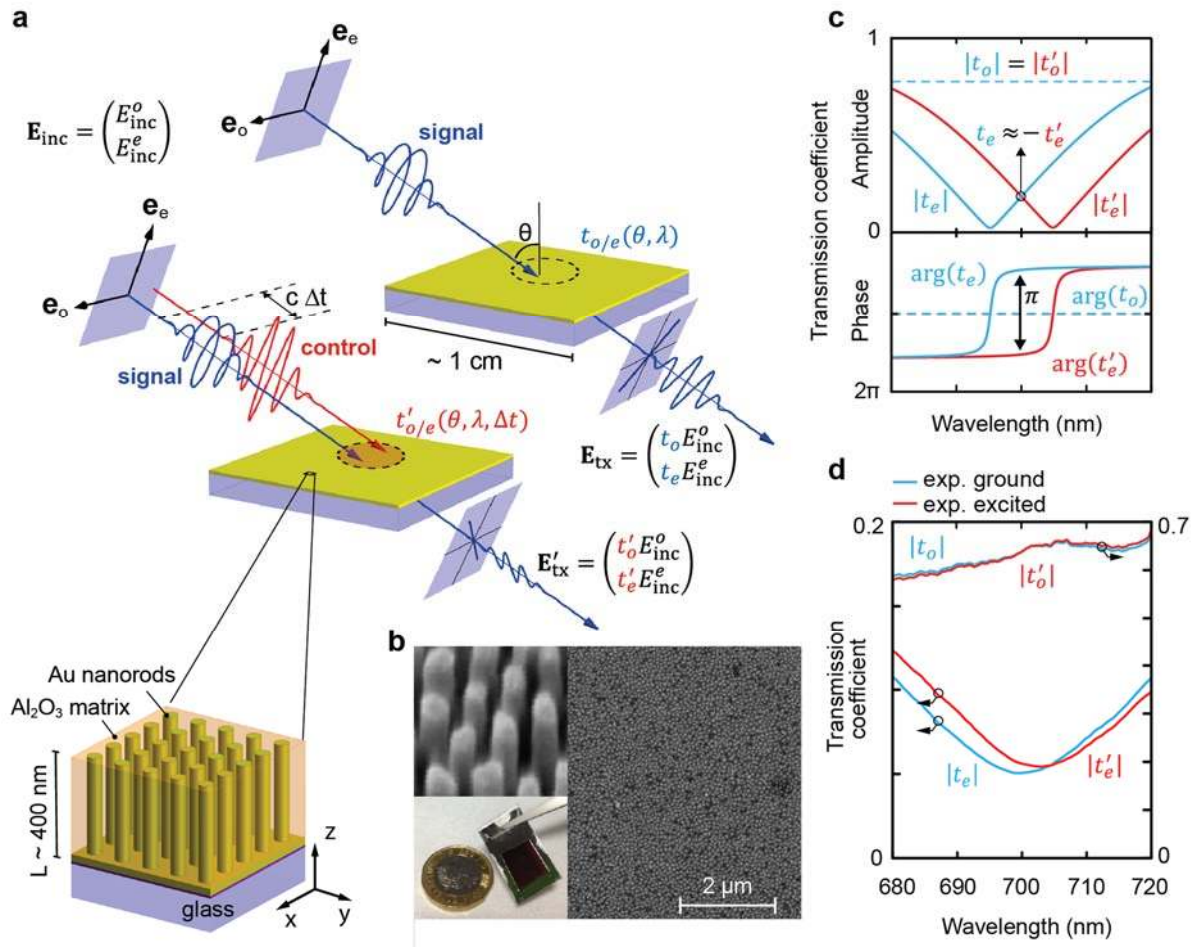 a
e_e
e_o
E_inc = (E^o_inc E^e_inc)
signal
θ
t_o/e(θ, λ)
e_e
e_o
c Δt
control
signal
~ 1 cm
t'_o/e(θ, λ, Δt)
E_tx = (t_o E^o_inc t_e E^e_inc)
E'_tx = (t'_o E^o_inc t'_e E^e_inc)
Au nanorods
Al₂O₃ matrix
L ~ 400 nm
z
x
y
glass
b
2 μm
c
Transmission coefficient
Phase Amplitude
1
|t_o| = |t'_o|
t_e ≈ − t'_e
|t_e|
|t'_e|
0
arg(t_e)
π
arg(t_o)
arg(t'_e)
2π
690 700 710
Wavelength (nm)
d
exp. ground
exp. excited
0.2
0.7
|t_o|
|t'_o|
Transmission
coefficient
|t_e|
|t'_e|
0
0
680 690 700 710 720
Wavelength (nm)